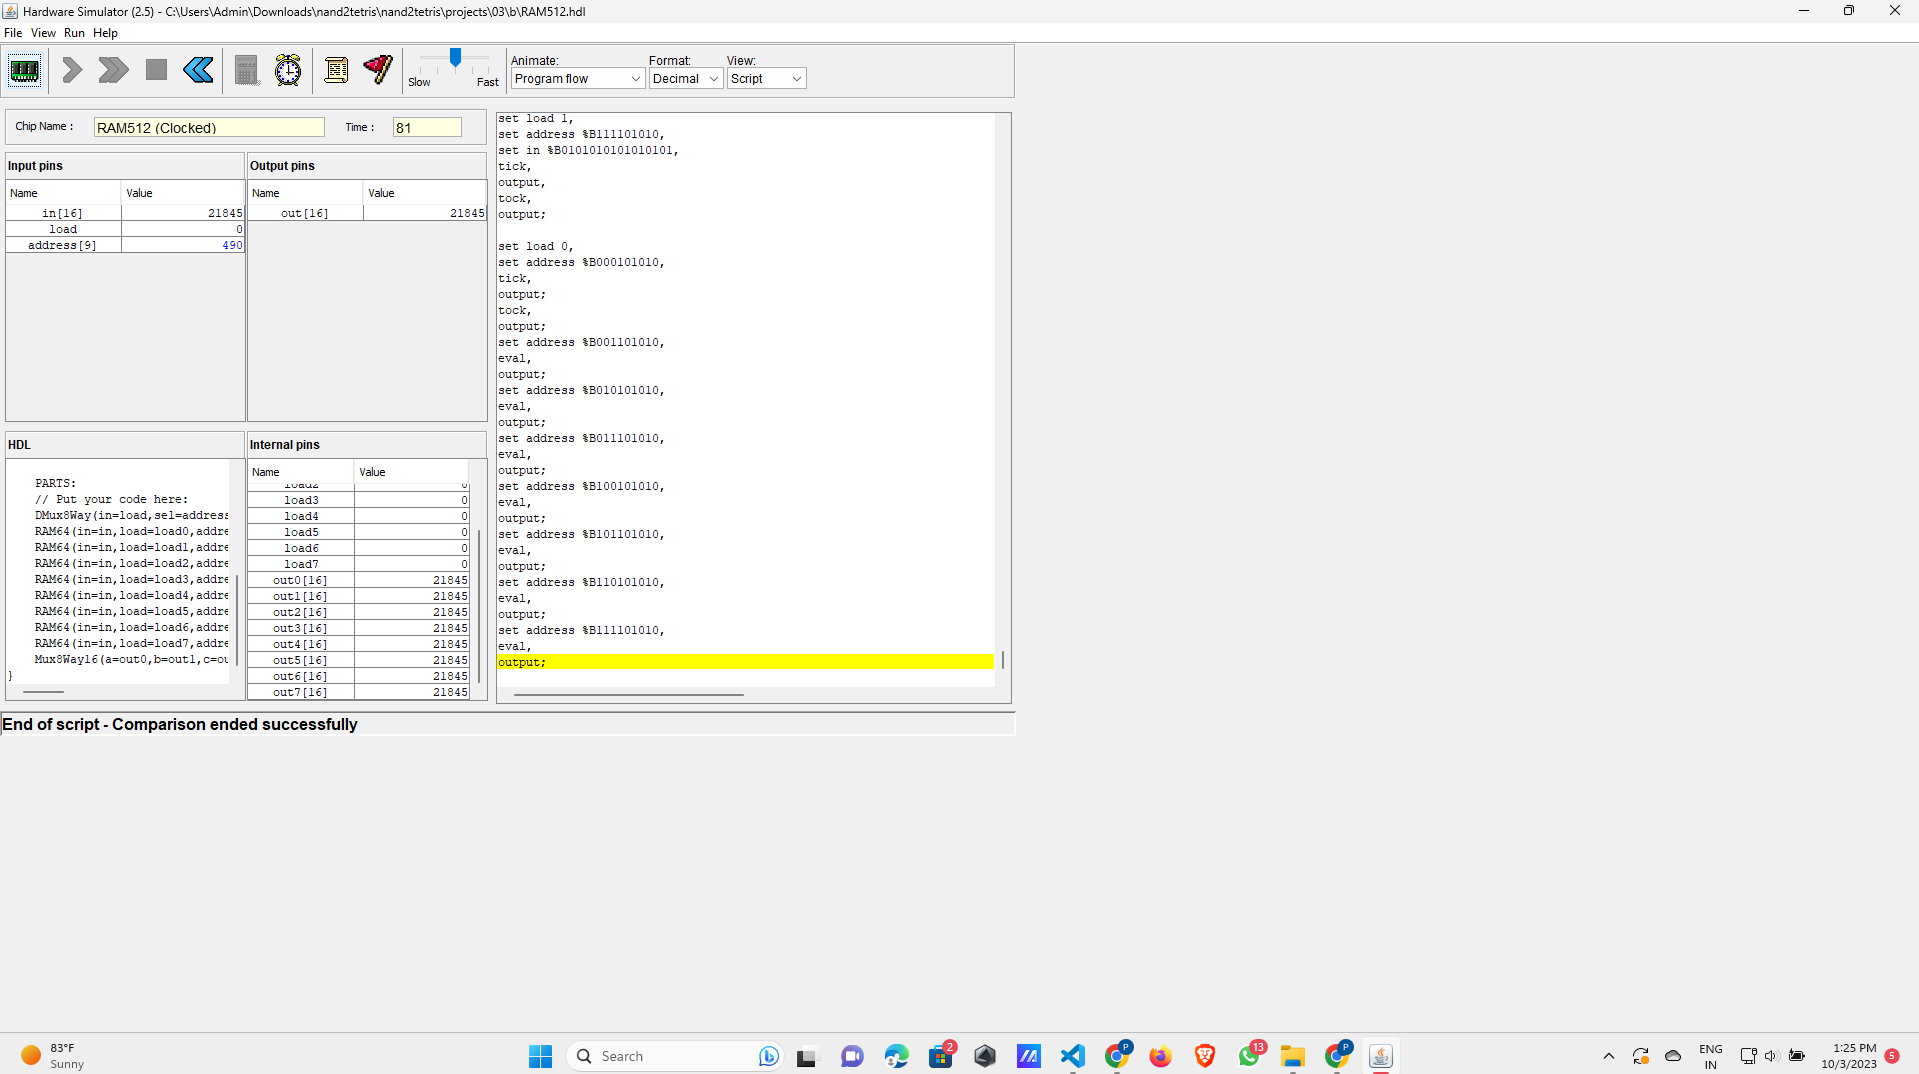 Hardware Simulator (2.5) - C:\Users\Admin\Downloads\nand2tetris\nand2tetris\projects\03\b\RAM512.hdl
File View Run Help
Slow Fast
Animate:
Program flow
Format:
Decimal
View:
Script
Chip Name :
RAM512 (Clocked)
Time :
81
Input pins
Name Value
in[16] 21845
load 0
address[9] 490
Output pins
Name Value
out[16] 21845
HDL
PARTS:
// Put your code here:
DMux8Way(in=load,sel=address
RAM64(in=in,load=load0,addre
RAM64(in=in,load=load1,addre
RAM64(in=in,load=load2,addre
RAM64(in=in,load=load3,addre
RAM64(in=in,load=load4,addre
RAM64(in=in,load=load5,addre
RAM64(in=in,load=load6,addre
RAM64(in=in,load=load7,addre
Mux8Way16(a=out0,b=out1,c=ou
}
Internal pins
Name Value
load2 0
load3 0
load4 0
load5 0
load6 0
load7 0
out0[16] 21845
out1[16] 21845
out2[16] 21845
out3[16] 21845
out4[16] 21845
out5[16] 21845
out6[16] 21845
out7[16] 21845
set load 1,
set address %B111101010,
set in %B0101010101010101,
tick,
output,
tock,
output;
set load 0,
set address %B000101010,
tick,
output;
tock,
output;
set address %B001101010,
eval,
output;
set address %B010101010,
eval,
output;
set address %B011101010,
eval,
output;
set address %B100101010,
eval,
output;
set address %B101101010,
eval,
output;
set address %B110101010,
eval,
output;
set address %B111101010,
eval,
output;
End of script - Comparison ended successfully
83°F
Sunny
Search
2
P
13
P
ENG
IN
1:25 PM
10/3/2023
5